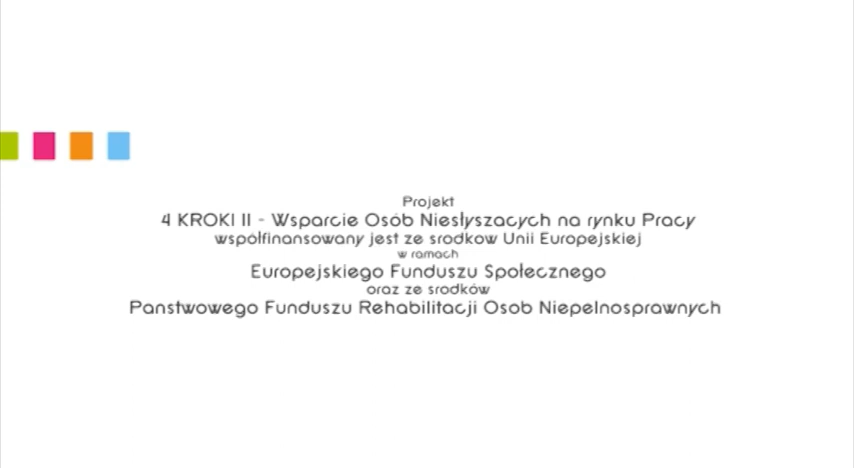 Projekt
4 KROKI II - Wsparcie Osób Niesłyszacych na rynku Pracy
współfinansowany jest ze srodkow Unii Europejskiej
w ramach
Europejskiego Funduszu Społecznego
oraz ze srodków
Panstwowego Funduszu Rehabilitacji Osob Niepelnosprawnych